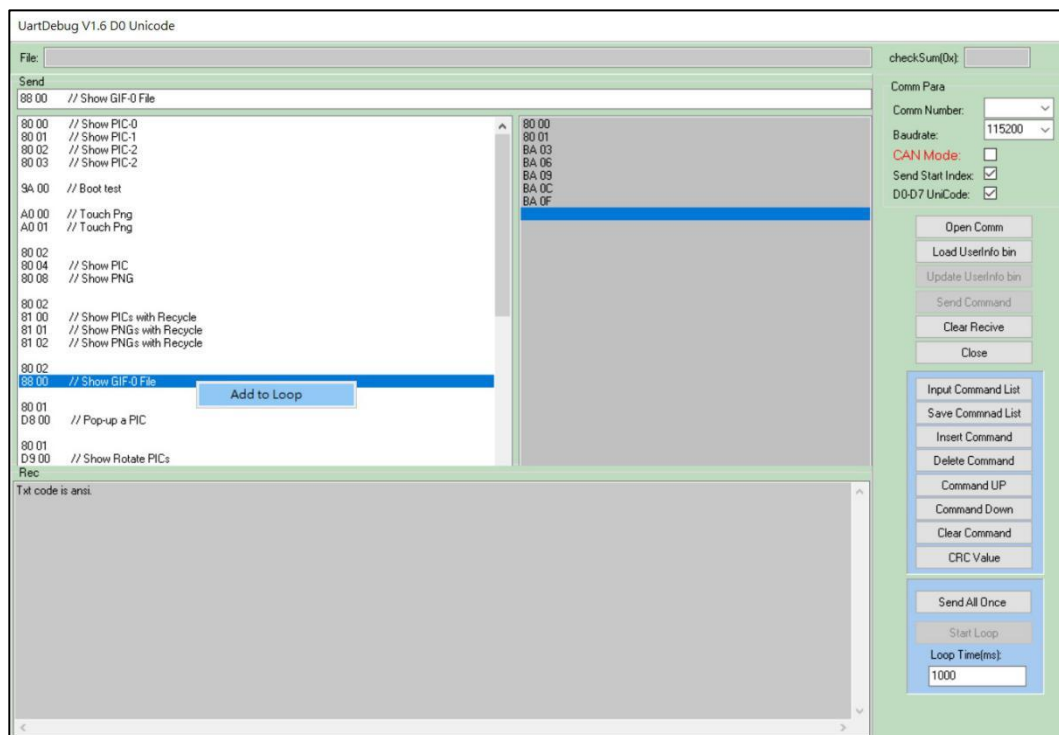 UartDebug V1.6 D0 Unicode
File:
checkSum(0x):
Send
88 00 // Show GIF-0 File
80 00 // Show PIC-0
80 01 // Show PIC-1
80 02 // Show PIC-2
80 03 // Show PIC-2
9A 00 // Boot test
A0 00 // Touch Png
A0 01 // Touch Png
80 02
80 04 // Show PIC
80 08 // Show PNG
80 02
81 00 // Show PICs with Recycle
81 01 // Show PNGs with Recycle
81 02 // Show PNGs with Recycle
80 02
88 00 // Show GIF-0 File
Add to Loop
80 01
D8 00 // Pop-up a PIC
80 01
D9 00 // Show Rotate PICs
80 00
80 01
BA 03
BA 06
BA 09
BA 0C
BA 0F
Rec
Txt code is ansi.
Comm Para
Comm Number:
Baudrate: 115200
CAN Mode:
Send Start Index:
D0-D7 UniCode:
Open Comm
Load UserInfo bin
Update UserInfo bin
Send Command
Clear Recive
Close
Input Command List
Save Commnad List
Insert Command
Delete Command
Command UP
Command Down
Clear Command
CRC Value
Send All Once
Start Loop
Loop Time(ms):
1000